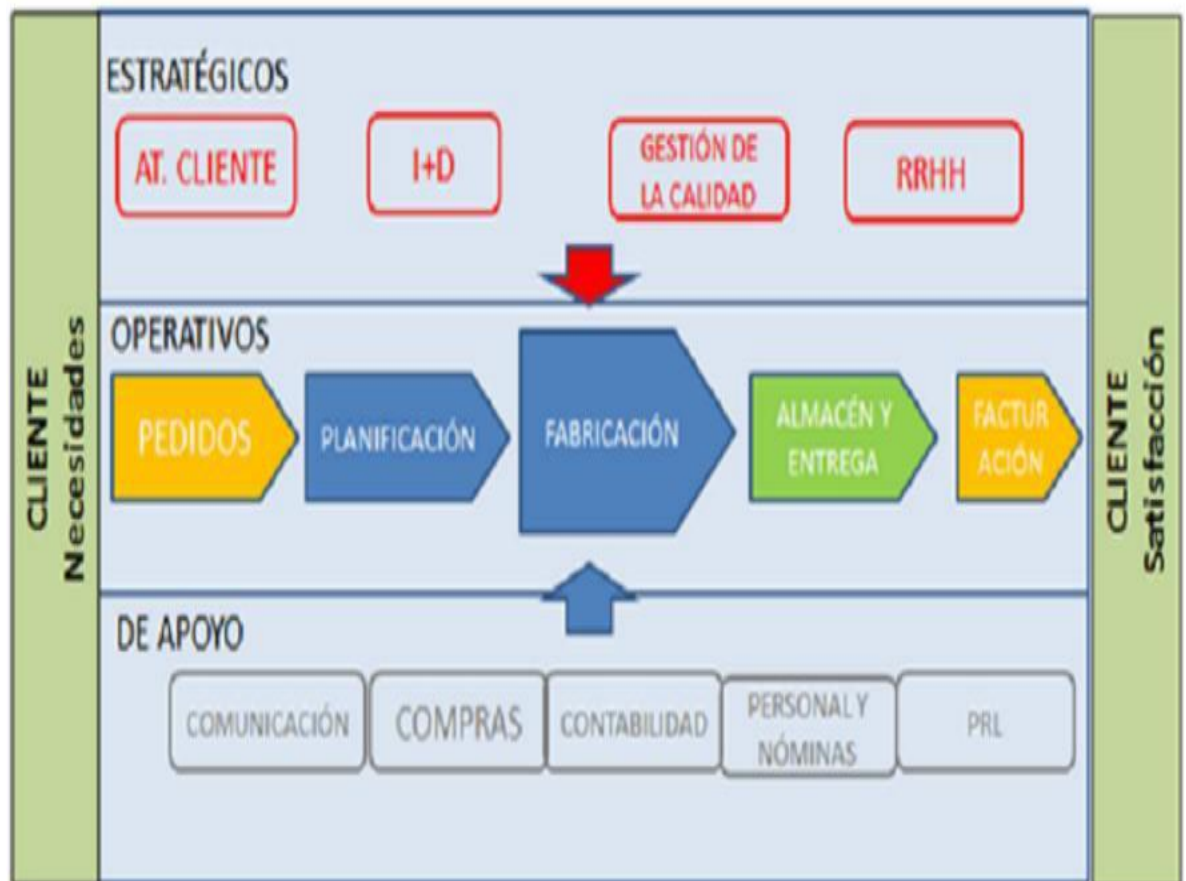 ESTRATÉGICOS
AT. CLIENTE
I+D
GESTIÓN DE
LA CALIDAD
RRHH
CLIENTE
Necesidades
OPERATIVOS
PEDIDOS
PLANIFICACIÓN
FABRICACIÓN
ALMACÉN Y
ENTREGA
FACTUR
ACIÓN
CLIENTE
Satisfacción
DE APOYO
COMUNICACIÓN
COMPRAS
CONTABILIDAD
PERSONAL Y
NÓMINAS
PRL